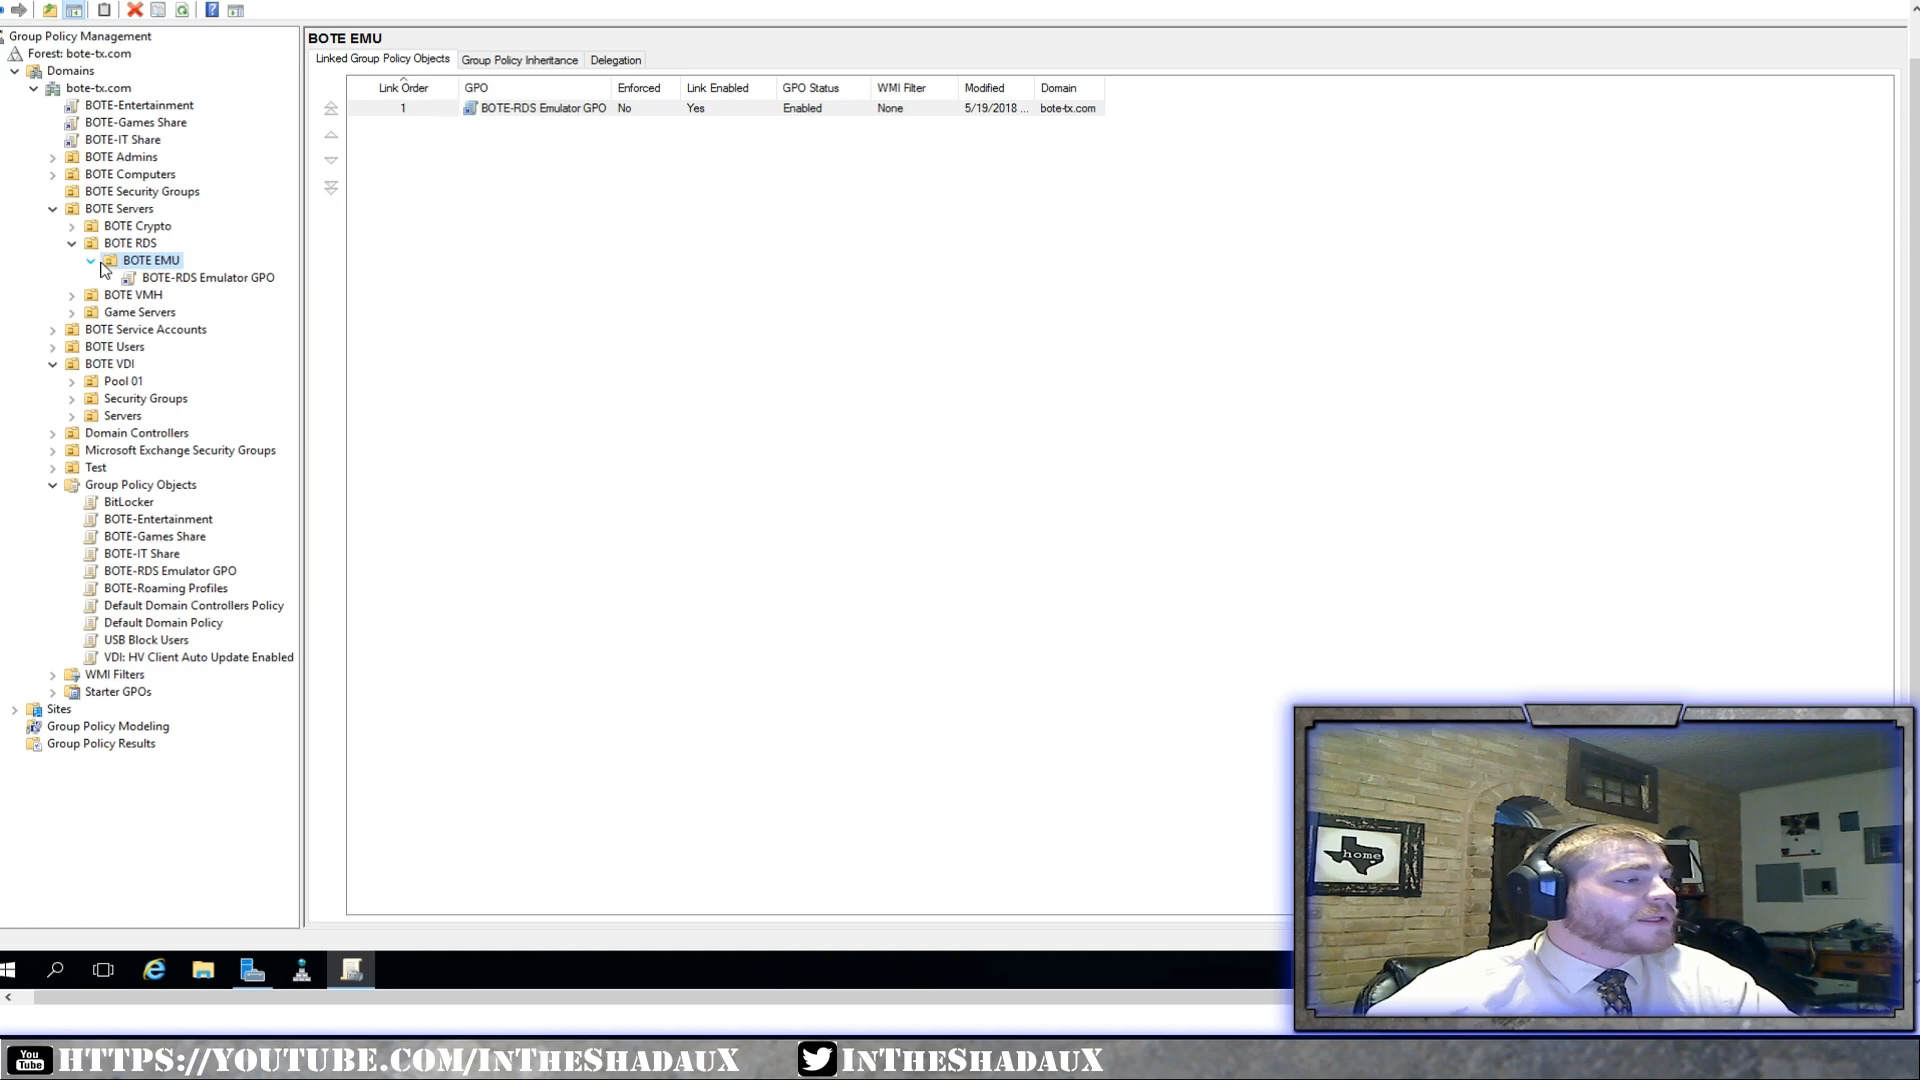 Group Policy Management
Forest: bote-tx.com
Domains
bote-tx.com
BOTE-Entertainment
BOTE-Games Share
BOTE-IT Share
BOTE Admins
BOTE Computers
BOTE Security Groups
BOTE Servers
BOTE Crypto
BOTE RDS
BOTE EMU
BOTE-RDS Emulator GPO
BOTE VMH
Game Servers
BOTE Service Accounts
BOTE Users
BOTE VDI
Pool 01
Security Groups
Servers
Domain Controllers
Microsoft Exchange Security Groups
Test
Group Policy Objects
BitLocker
BOTE-Entertainment
BOTE-Games Share
BOTE-IT Share
BOTE-RDS Emulator GPO
BOTE-Roaming Profiles
Default Domain Controllers Policy
Default Domain Policy
USB Block Users
VDI: HV Client Auto Update Enabled
WMI Filters
Starter GPOs
Sites
Group Policy Modeling
Group Policy Results
BOTE EMU
Linked Group Policy Objects Group Policy Inheritance Delegation
Link Order GPO Enforced Link Enabled GPO Status WMI Filter Modified Domain
1 BOTE-RDS Emulator GPO No Yes Enabled None 5/19/2018 ... bote-tx.com
home
You Tube HTTPS://YOUTUBE.COM/INTHESHADAUX INTHESHADAUX